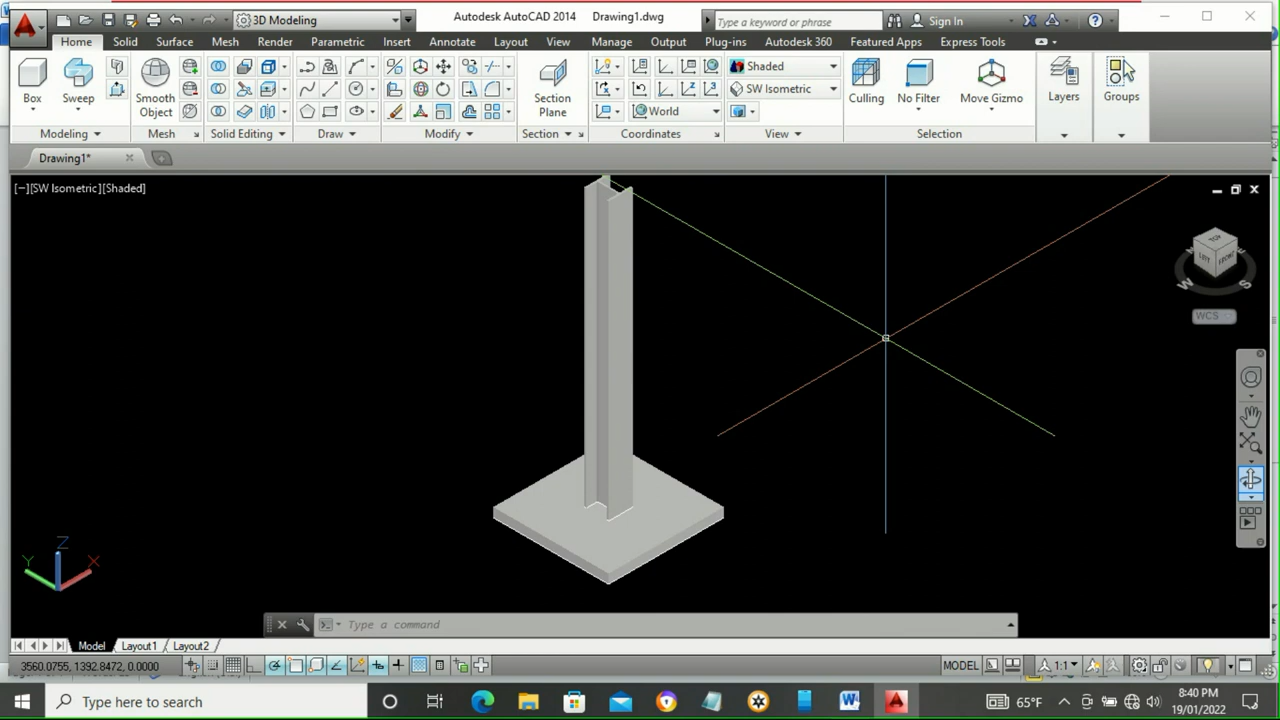 3D Modeling
Autodesk AutoCAD 2014 Drawing1.dwg
Type a keyword or phrase
Sign In
Home Solid Surface Mesh Render Parametric Insert Annotate Layout View Manage Output Plug-ins Autodesk 360 Featured Apps Express Tools
Box
Sweep
Smooth
Object
Section
Plane
World
Shaded
SW Isometric
Culling
No Filter
Move Gizmo
Layers
Groups
Modeling Mesh Solid Editing Draw Modify Section Coordinates View Selection
Drawing1*
[−][SW Isometric][Shaded]
TOP
LEFT
FRONT
W
S
WCS
Z
Y
X
Type a command
Model Layout1 Layout2
3560.0755, 1392.8472, 0.0000
MODEL
1:1
Type here to search
65°F
8:40 PM
19/01/2022